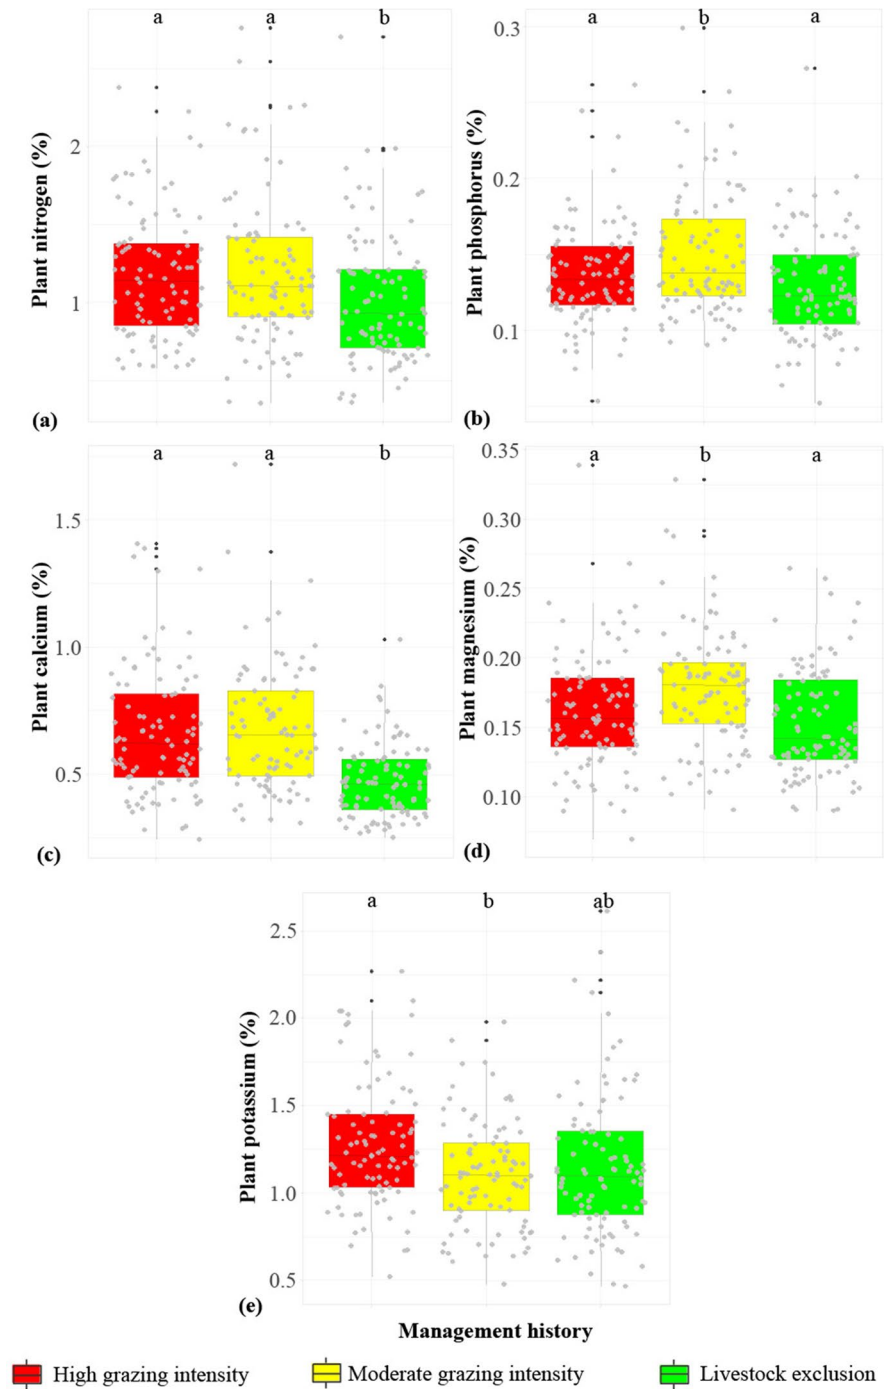 a a b
Plant nitrogen (%)
2
1
(a)
a b a
Plant phosphorus (%)
0.3
0.2
0.1
(b)
a a b
Plant calcium (%)
1.5
1.0
0.5
(c)
a b a
Plant magnesium (%)
0.35
0.30
0.25
0.20
0.15
0.10
(d)
a b ab
Plant potassium (%)
2.5
2.0
1.5
1.0
0.5
(e)
Management history
High grazing intensity Moderate grazing intensity Livestock exclusion